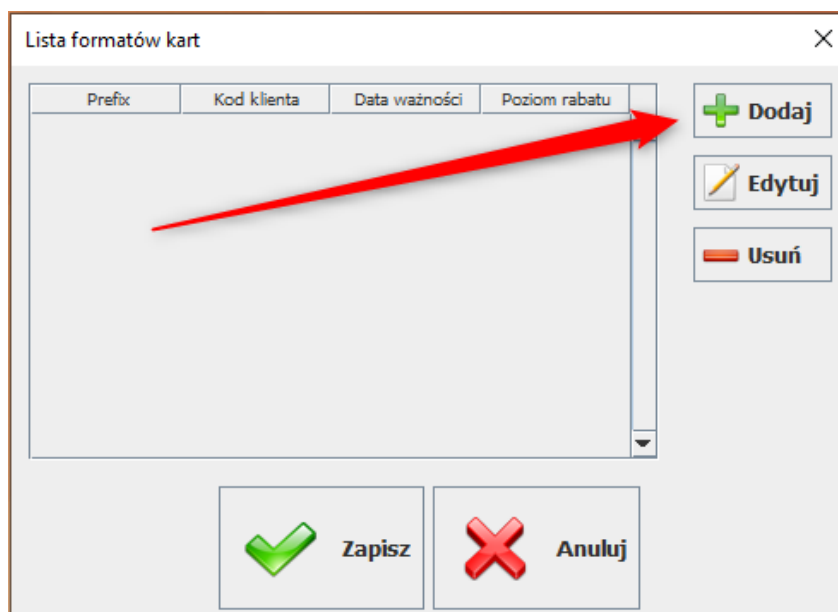 Lista formatów kart
Prefix Kod klienta Data ważności Poziom rabatu
Dodaj
Edytuj
Usuń
Zapisz Anuluj